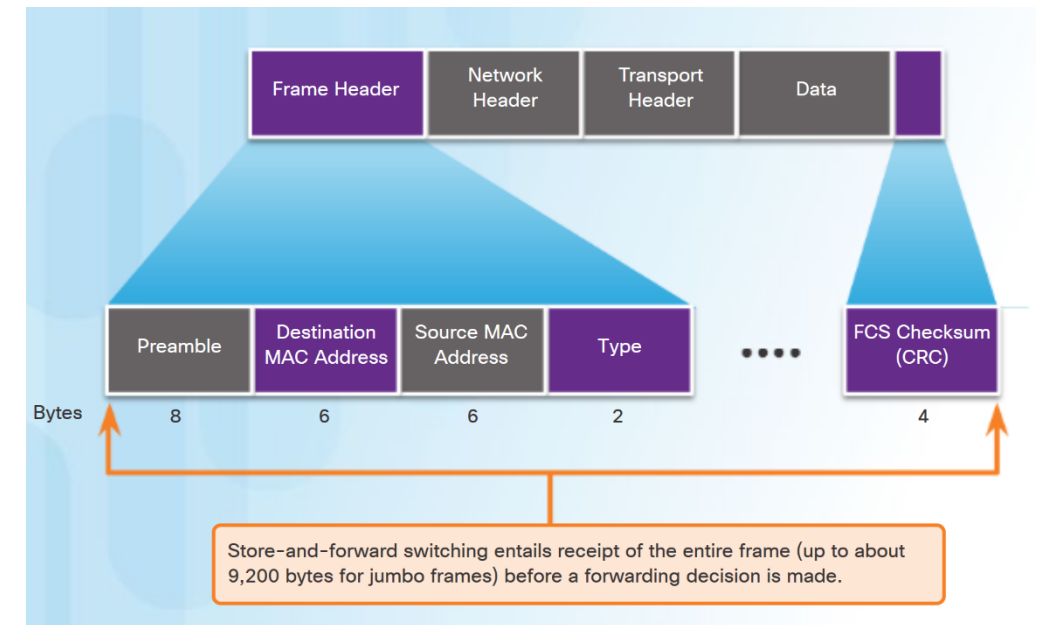 Frame Header
Network
Header
Transport
Header
Data
Preamble
Destination
MAC Address
Source MAC
Address
Type
FCS Checksum
(CRC)
Bytes
8
6
6
2
4
Store-and-forward switching entails receipt of the entire frame (up to about
9,200 bytes for jumbo frames) before a forwarding decision is made.